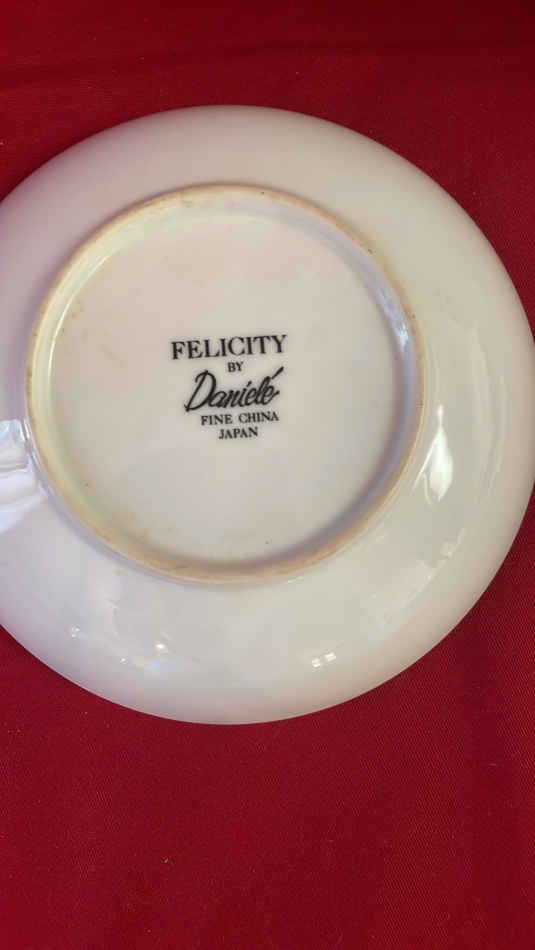 FELICITY
BY
Danielé
FINE CHINA
JAPAN